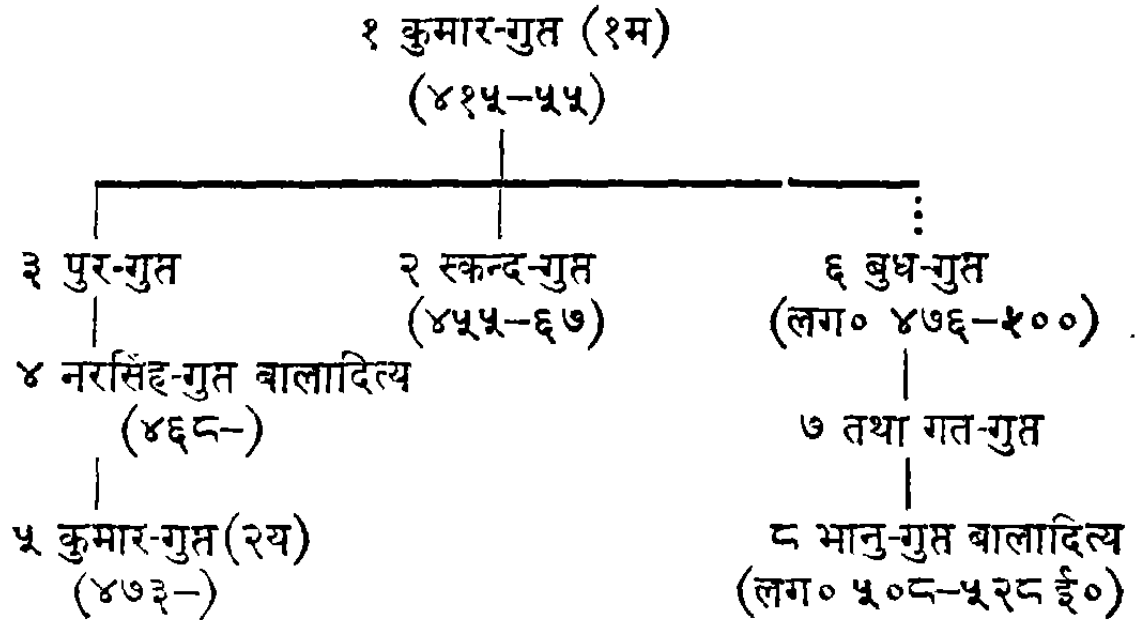 १ कुमार-गुप्त (१म)
(४१५–५५)
३ पुर-गुप्त २ स्कन्द-गुप्त ६ बुध-गुप्त
(४५५–६७) (लग० ४७६–५००)
४ नरसिंह-गुप्त बालादित्य
(४६८–) ७ तथा गत-गुप्त
५ कुमार-गुप्त(२य) ८ भानु-गुप्त बालादित्य
(४७३–) (लग० ५०८–५२८ ई०)